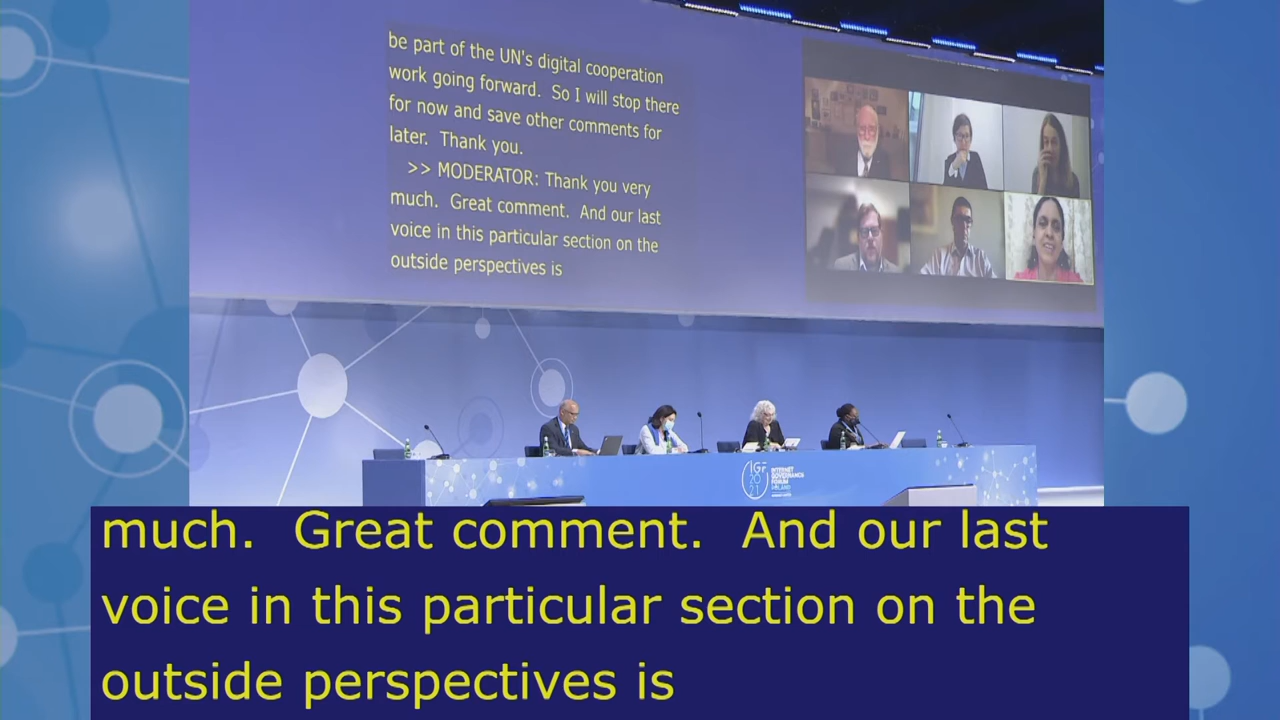 be part of the UN's digital cooperation
work going forward.  So I will stop there
for now and save other comments for
later.  Thank you.
>> MODERATOR: Thank you very
much.  Great comment.  And our last
voice in this particular section on the
outside perspectives is
IGF
20
21
INTERNET
GOVERNANCE
FORUM
much.  Great comment.  And our last
voice in this particular section on the
outside perspectives is